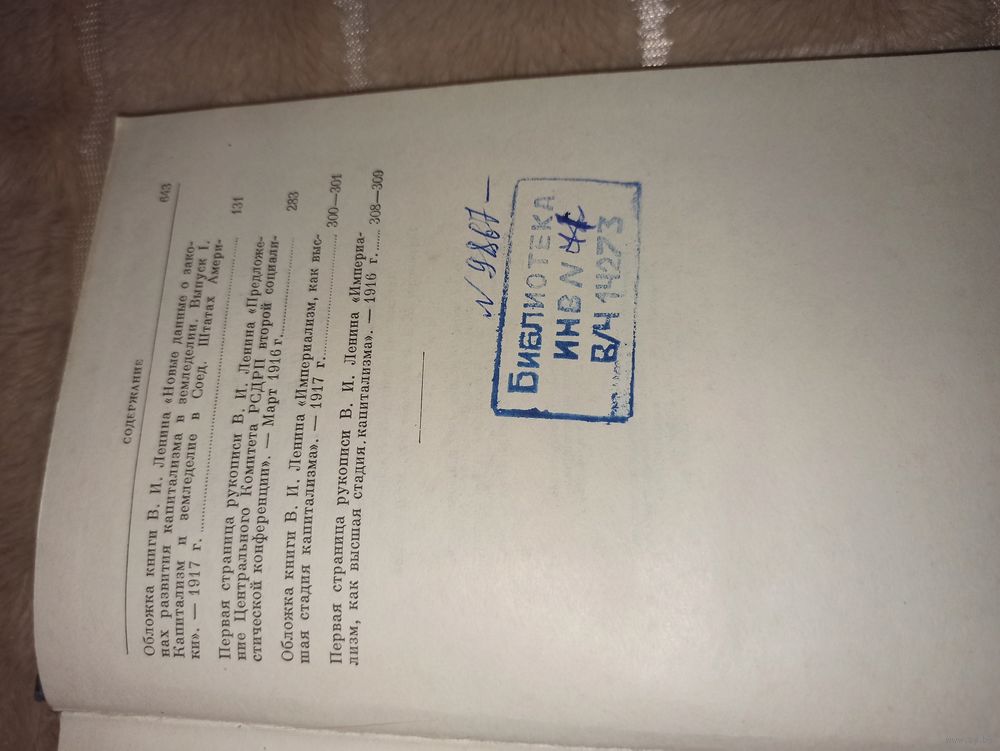 СОДЕРЖАНИЕ 643
Обложка книги В. И. Ленина «Новые данные о зако-
нах развития капитализма в земледелии. Выпуск I.
Капитализм и земледелие в Соед. Штатах Амери-
ки». — 1917 г. 131
Первая страница рукописи В. И. Ленина «Предложе-
ние Центрального Комитета РСДРП второй социали-
стической конференции». — Март 1916 г. 283
Обложка книги В. И. Ленина «Империализм, как выс-
шая стадия капитализма». — 1917 г. 300—301
Первая страница рукописи В. И. Ленина «Империа-
лизм, как высшая стадия капитализма». — 1916 г. 308—309
N 9867 —
БИБЛИОТЕКА
ИНВ N
В/Ч 14273